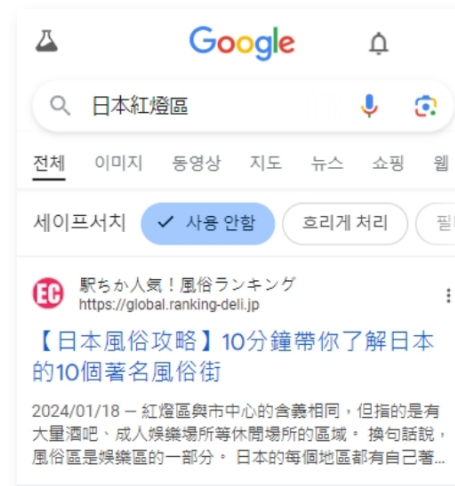 Google
日本紅燈區
전체 이미지 동영상 지도 뉴스 쇼핑 웹
세이프서치 사용 안함 흐리게 처리
EC
駅ちか人気！風俗ランキング
https://global.ranking-deli.jp
【日本風俗攻略】10分鐘帶你了解日本
的10個著名風俗街
2024/01/18 — 紅燈區與市中心的含義相同，但指的是有
大量酒吧、成人娛樂場所等休閒場所的區域。 換句話說，
風俗區是娛樂區的一部分。 日本的每個地區都有自己著...